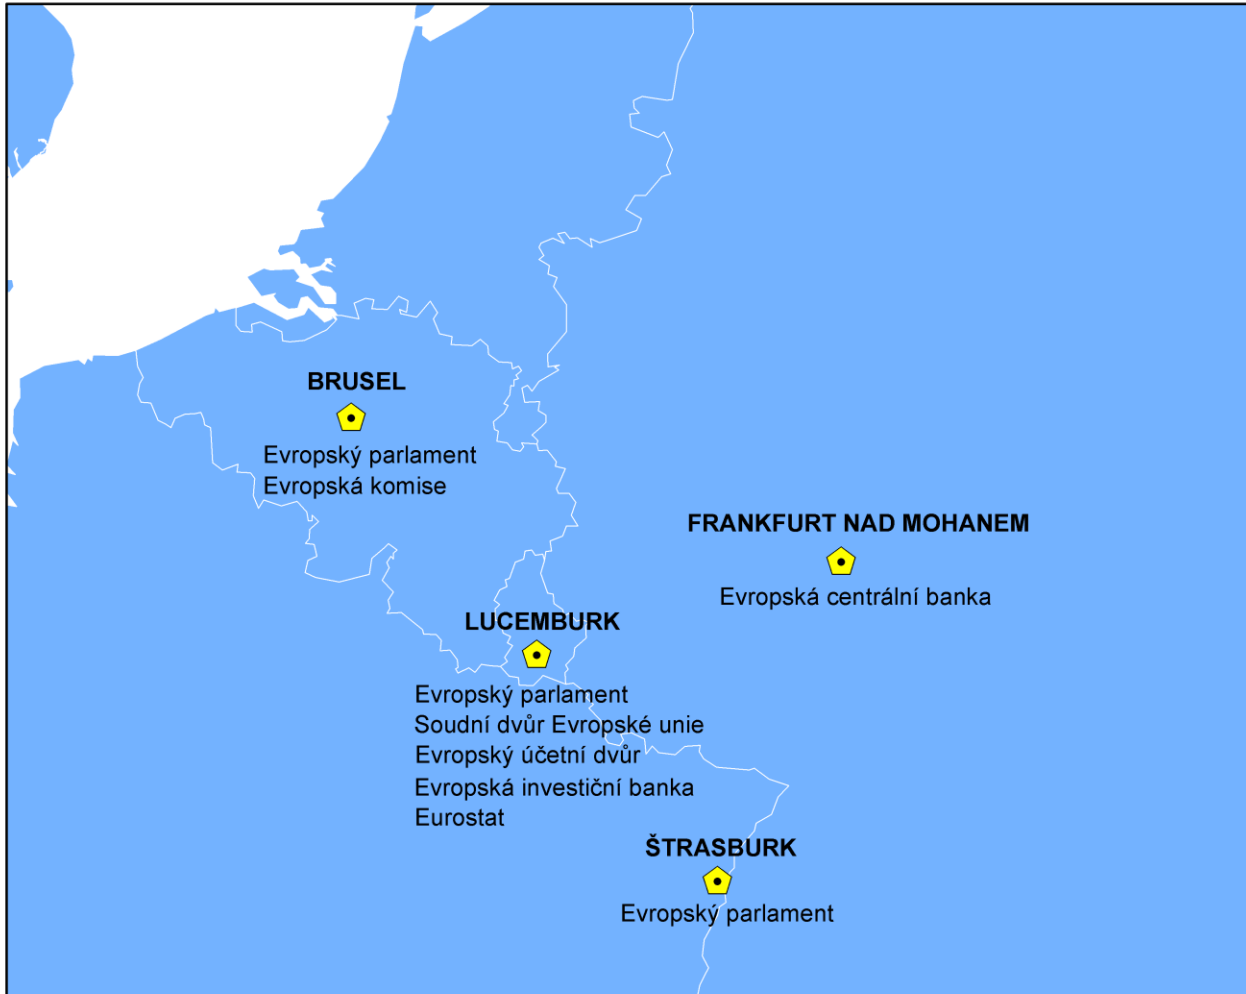 BRUSEL
Evropský parlament
Evropská komise
FRANKFURT NAD MOHANEM
Evropská centrální banka
LUCEMBURK
Evropský parlament
Soudní dvůr Evropské unie
Evropský účetní dvůr
Evropská investiční banka
Eurostat
ŠTRASBURK
Evropský parlament